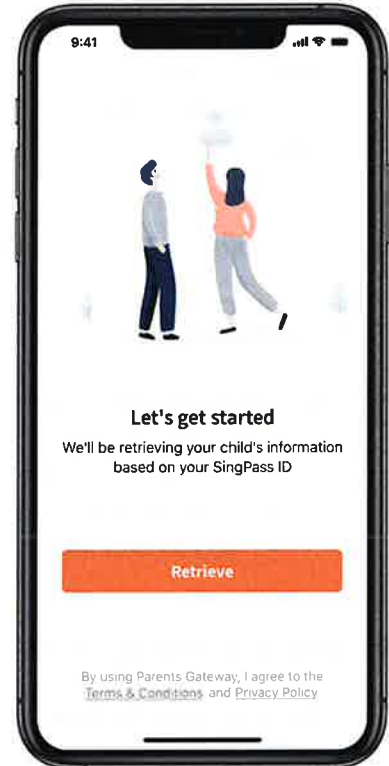 9:41
Let's get started
We'll be retrieving your child's information
based on your SingPass ID
Retrieve
By using Parents Gateway, I agree to the
Terms & Conditions and Privacy Policy